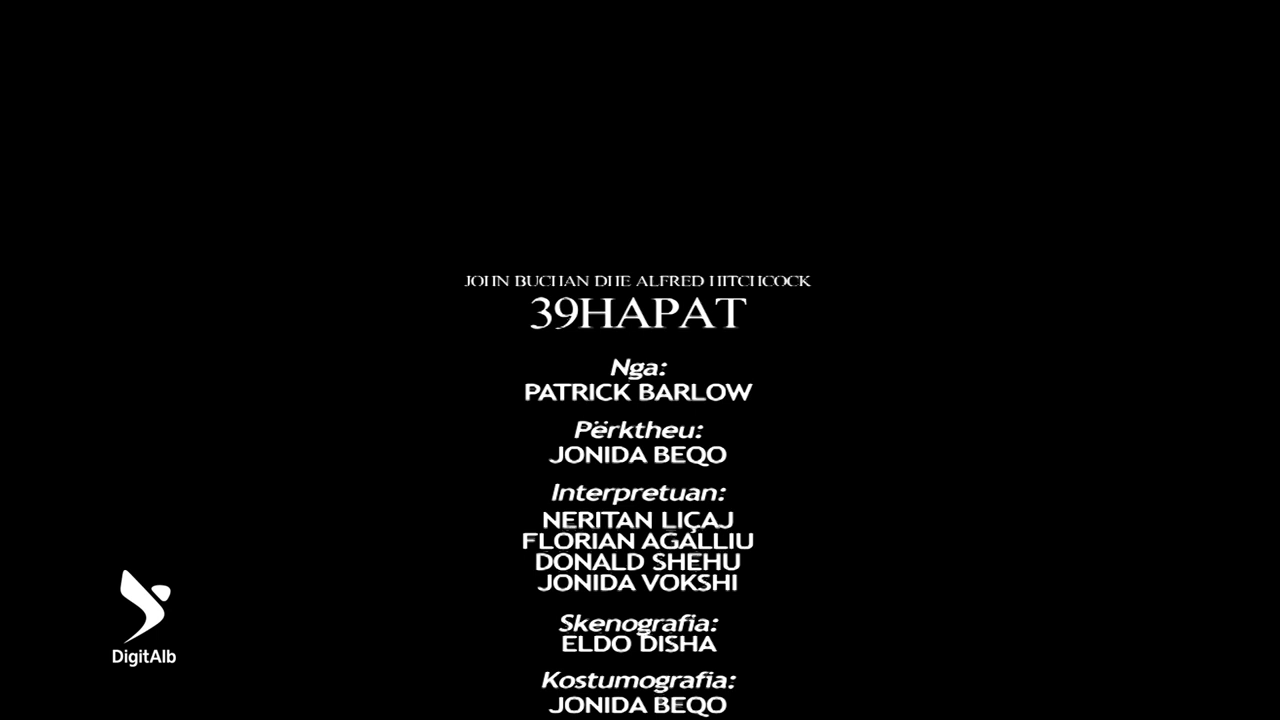 JOHN BUCHAN DHE ALFRED HITCHCOCK
39HAPAT
Nga:
PATRICK BARLOW
Përktheu:
JONIDA BEQO
Interpretuan:
NERITAN LIÇAJ
FLORIAN AGALLIU
DONALD SHEHU
JONIDA VOKSHI
Skenografia:
ELDO DISHA
Kostumografia:
JONIDA BEQO
DigitAlb